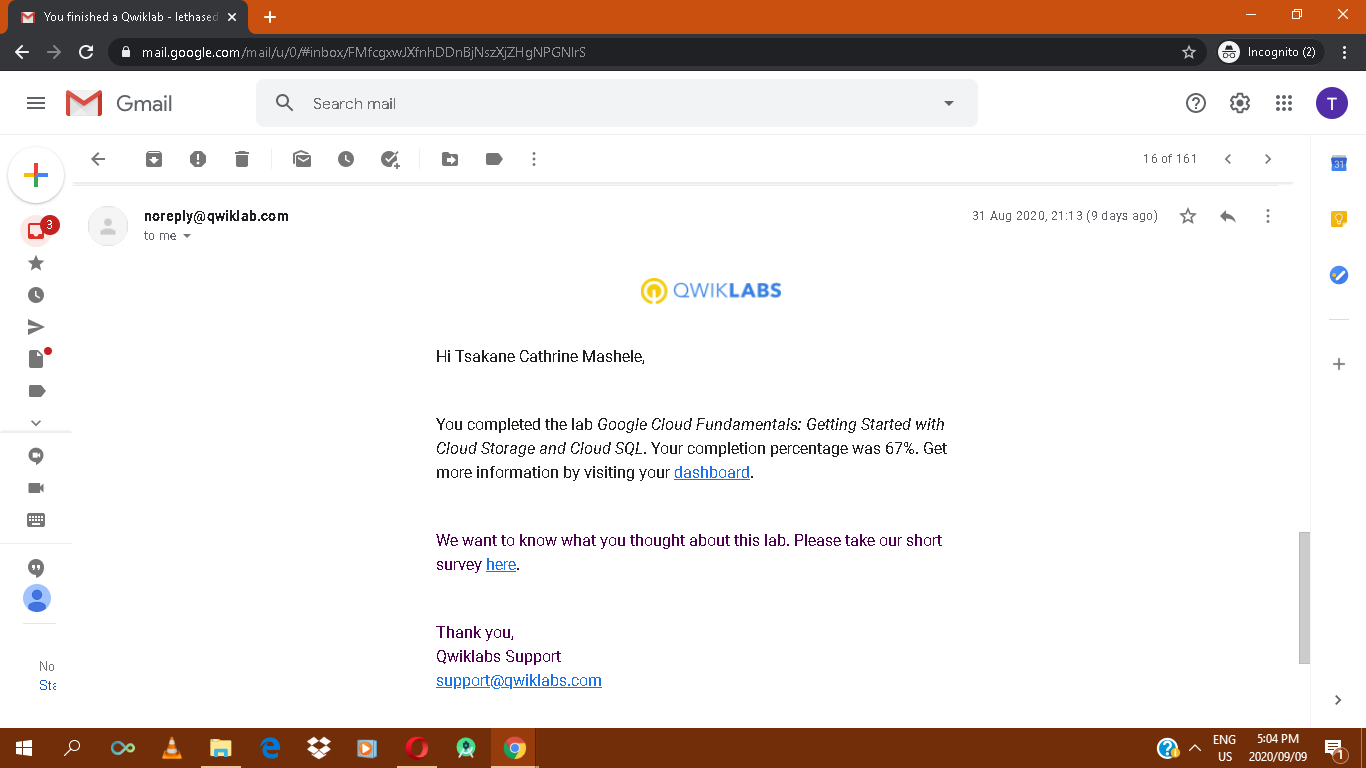 You finished a Qwiklab - lethased
mail.google.com/mail/u/0/#inbox/FMfcgxwJXfnhDDnBjNszXjZHgNPGNlrS
Incognito (2)
Gmail
Search mail
T
16 of 161
31
3
noreply@qwiklab.com
31 Aug 2020, 21:13 (9 days ago)
to me
QWIKLABS
Hi Tsakane Cathrine Mashele,
You completed the lab Google Cloud Fundamentals: Getting Started with
Cloud Storage and Cloud SQL. Your completion percentage was 67%. Get
more information by visiting your dashboard.
We want to know what you thought about this lab. Please take our short
survey here.
Thank you,
Qwiklabs Support
support@qwiklabs.com
No
Sta
ENG
US
5:04 PM
2020/09/09
1